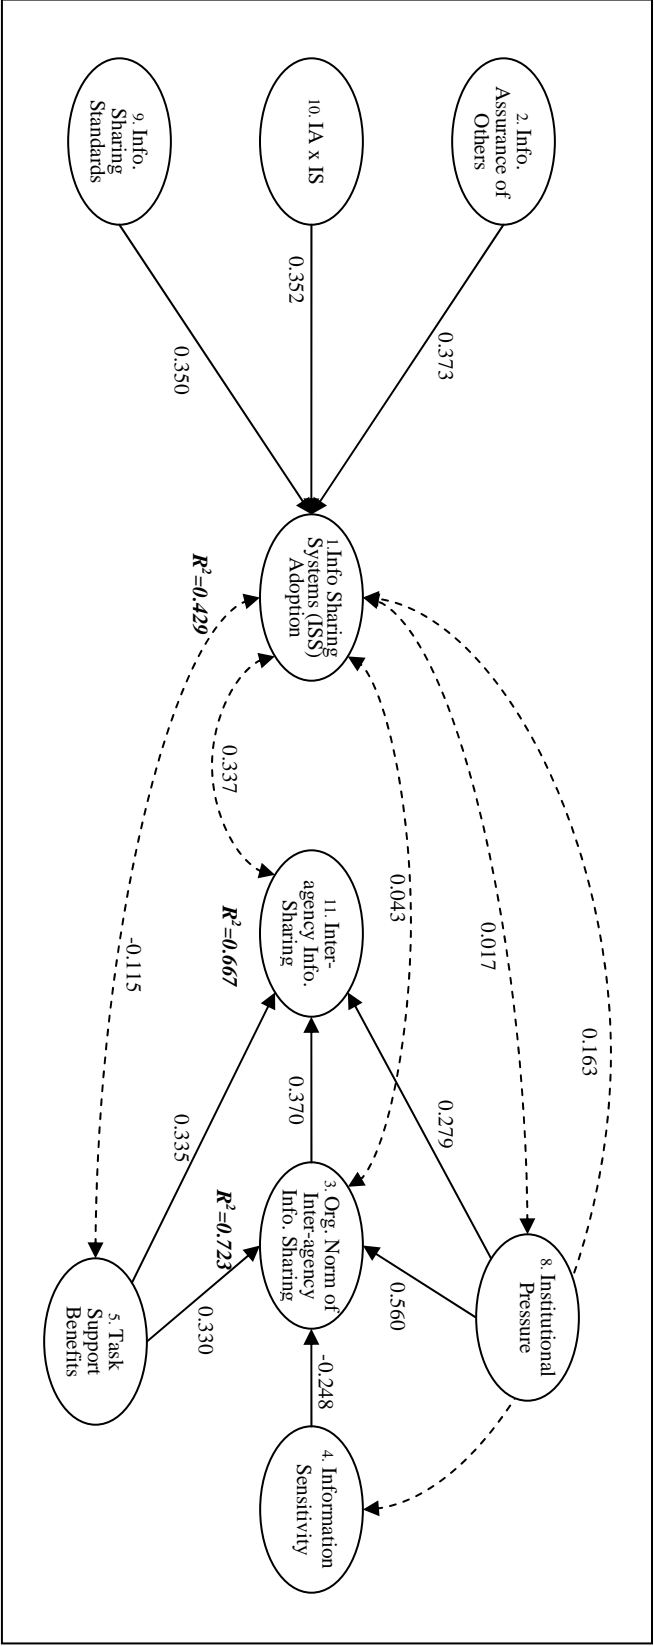 2. Info.
Assurance of
Others
10. IA x IS
9. Info.
Sharing
Standards
0.373
0.352
0.350
1.Info Sharing
Systems (ISS)
Adoption
R²=0.429
0.163
0.017
0.043
0.337
-0.115
11. Inter-
agency Info.
Sharing
R²=0.667
0.279
0.370
0.335
3. Org. Norm of
Inter-agency
Info. Sharing
R²=0.723
0.560
0.330
-0.248
8. Institutional
Pressure
5. Task
Support
Benefits
4. Information
Sensitivity